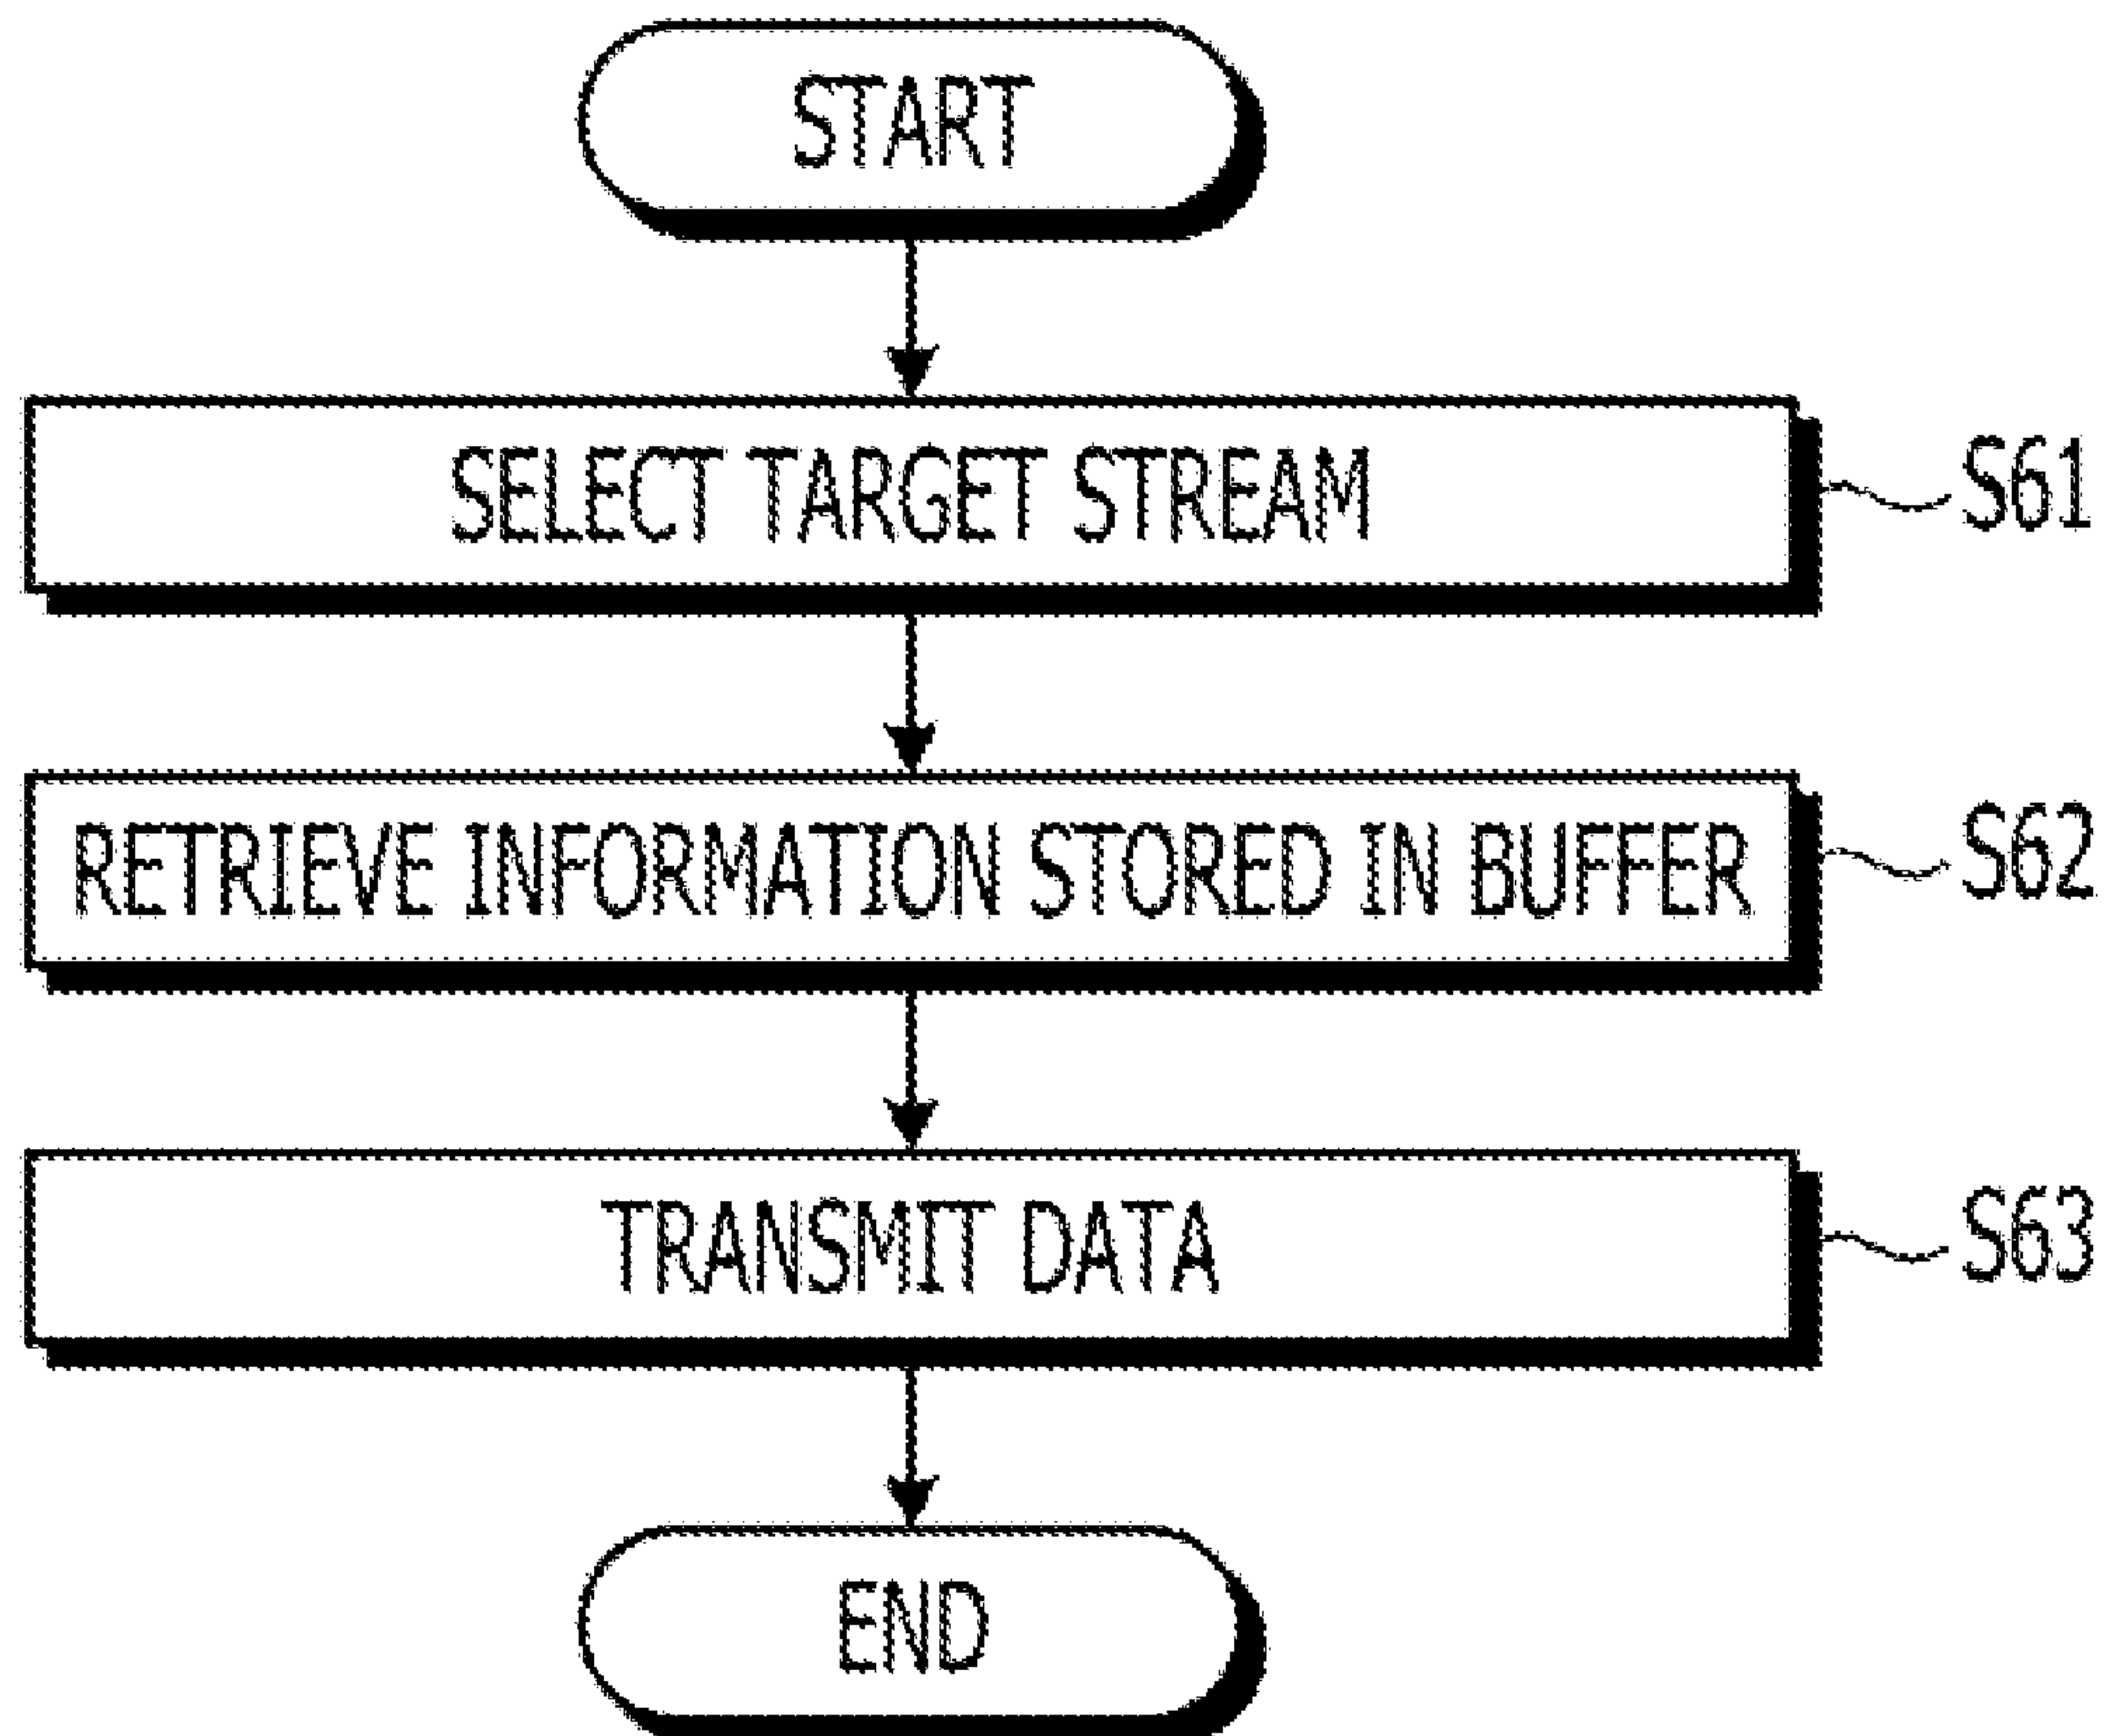 START
SELECT TARGET STREAM
S61
RETRIEVE INFORMATION STORED IN BUFFER
S62
TRANSMIT DATA
S63
END